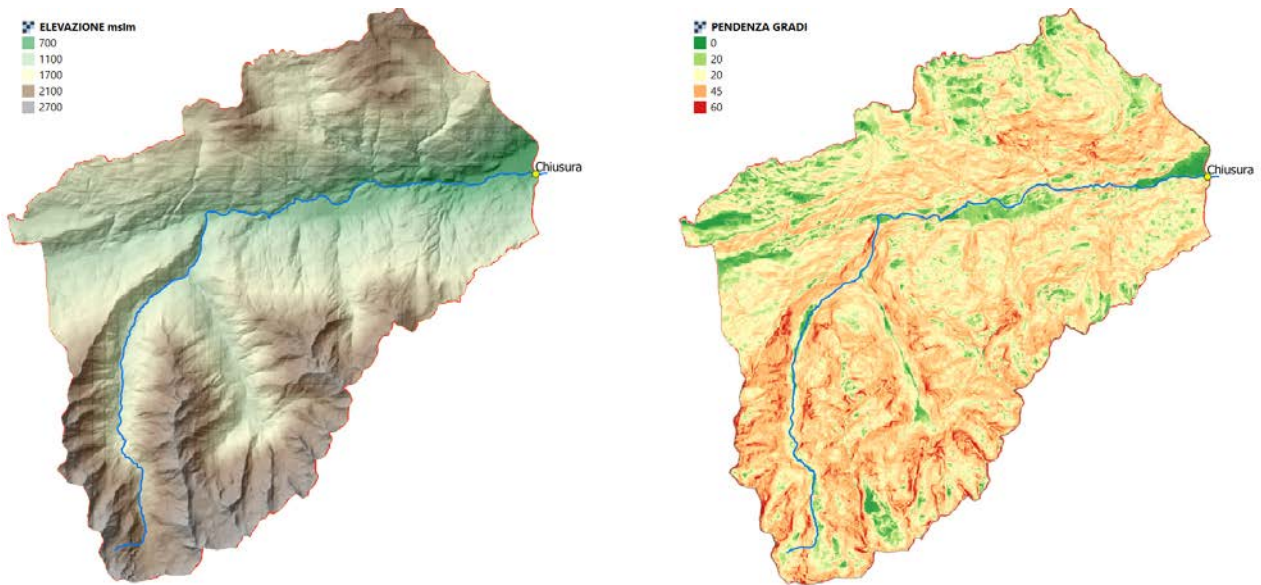 ELEVAZIONE mslm
700
1100
1700
2100
2700
Chiusura
PENDENZA GRADI
0
20
20
45
60
Chiusura